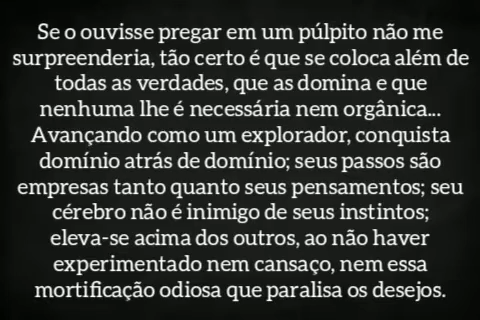 Se o ouvisse pregar em um púlpito não me
surpreenderia, tão certo é que se coloca além de
todas as verdades, que as domina e que
nenhuma lhe é necessária nem orgânica...
Avançando como um explorador, conquista
domínio atrás de domínio; seus passos são
empresas tanto quanto seus pensamentos; seu
cérebro não é inimigo de seus instintos;
eleva-se acima dos outros, ao não haver
experimentado nem cansaço, nem essa
mortificação odiosa que paralisa os desejos.